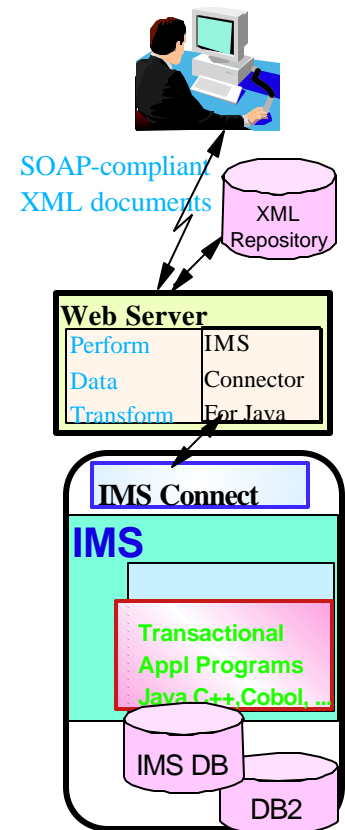 SOAP-compliant
XML documents
XML
Repository
Web Server
Perform
Data
Transform
IMS
Connector
For Java
IMS Connect
IMS
Transactional
Appl Programs
Java C++,Cobol, ...
IMS DB
DB2